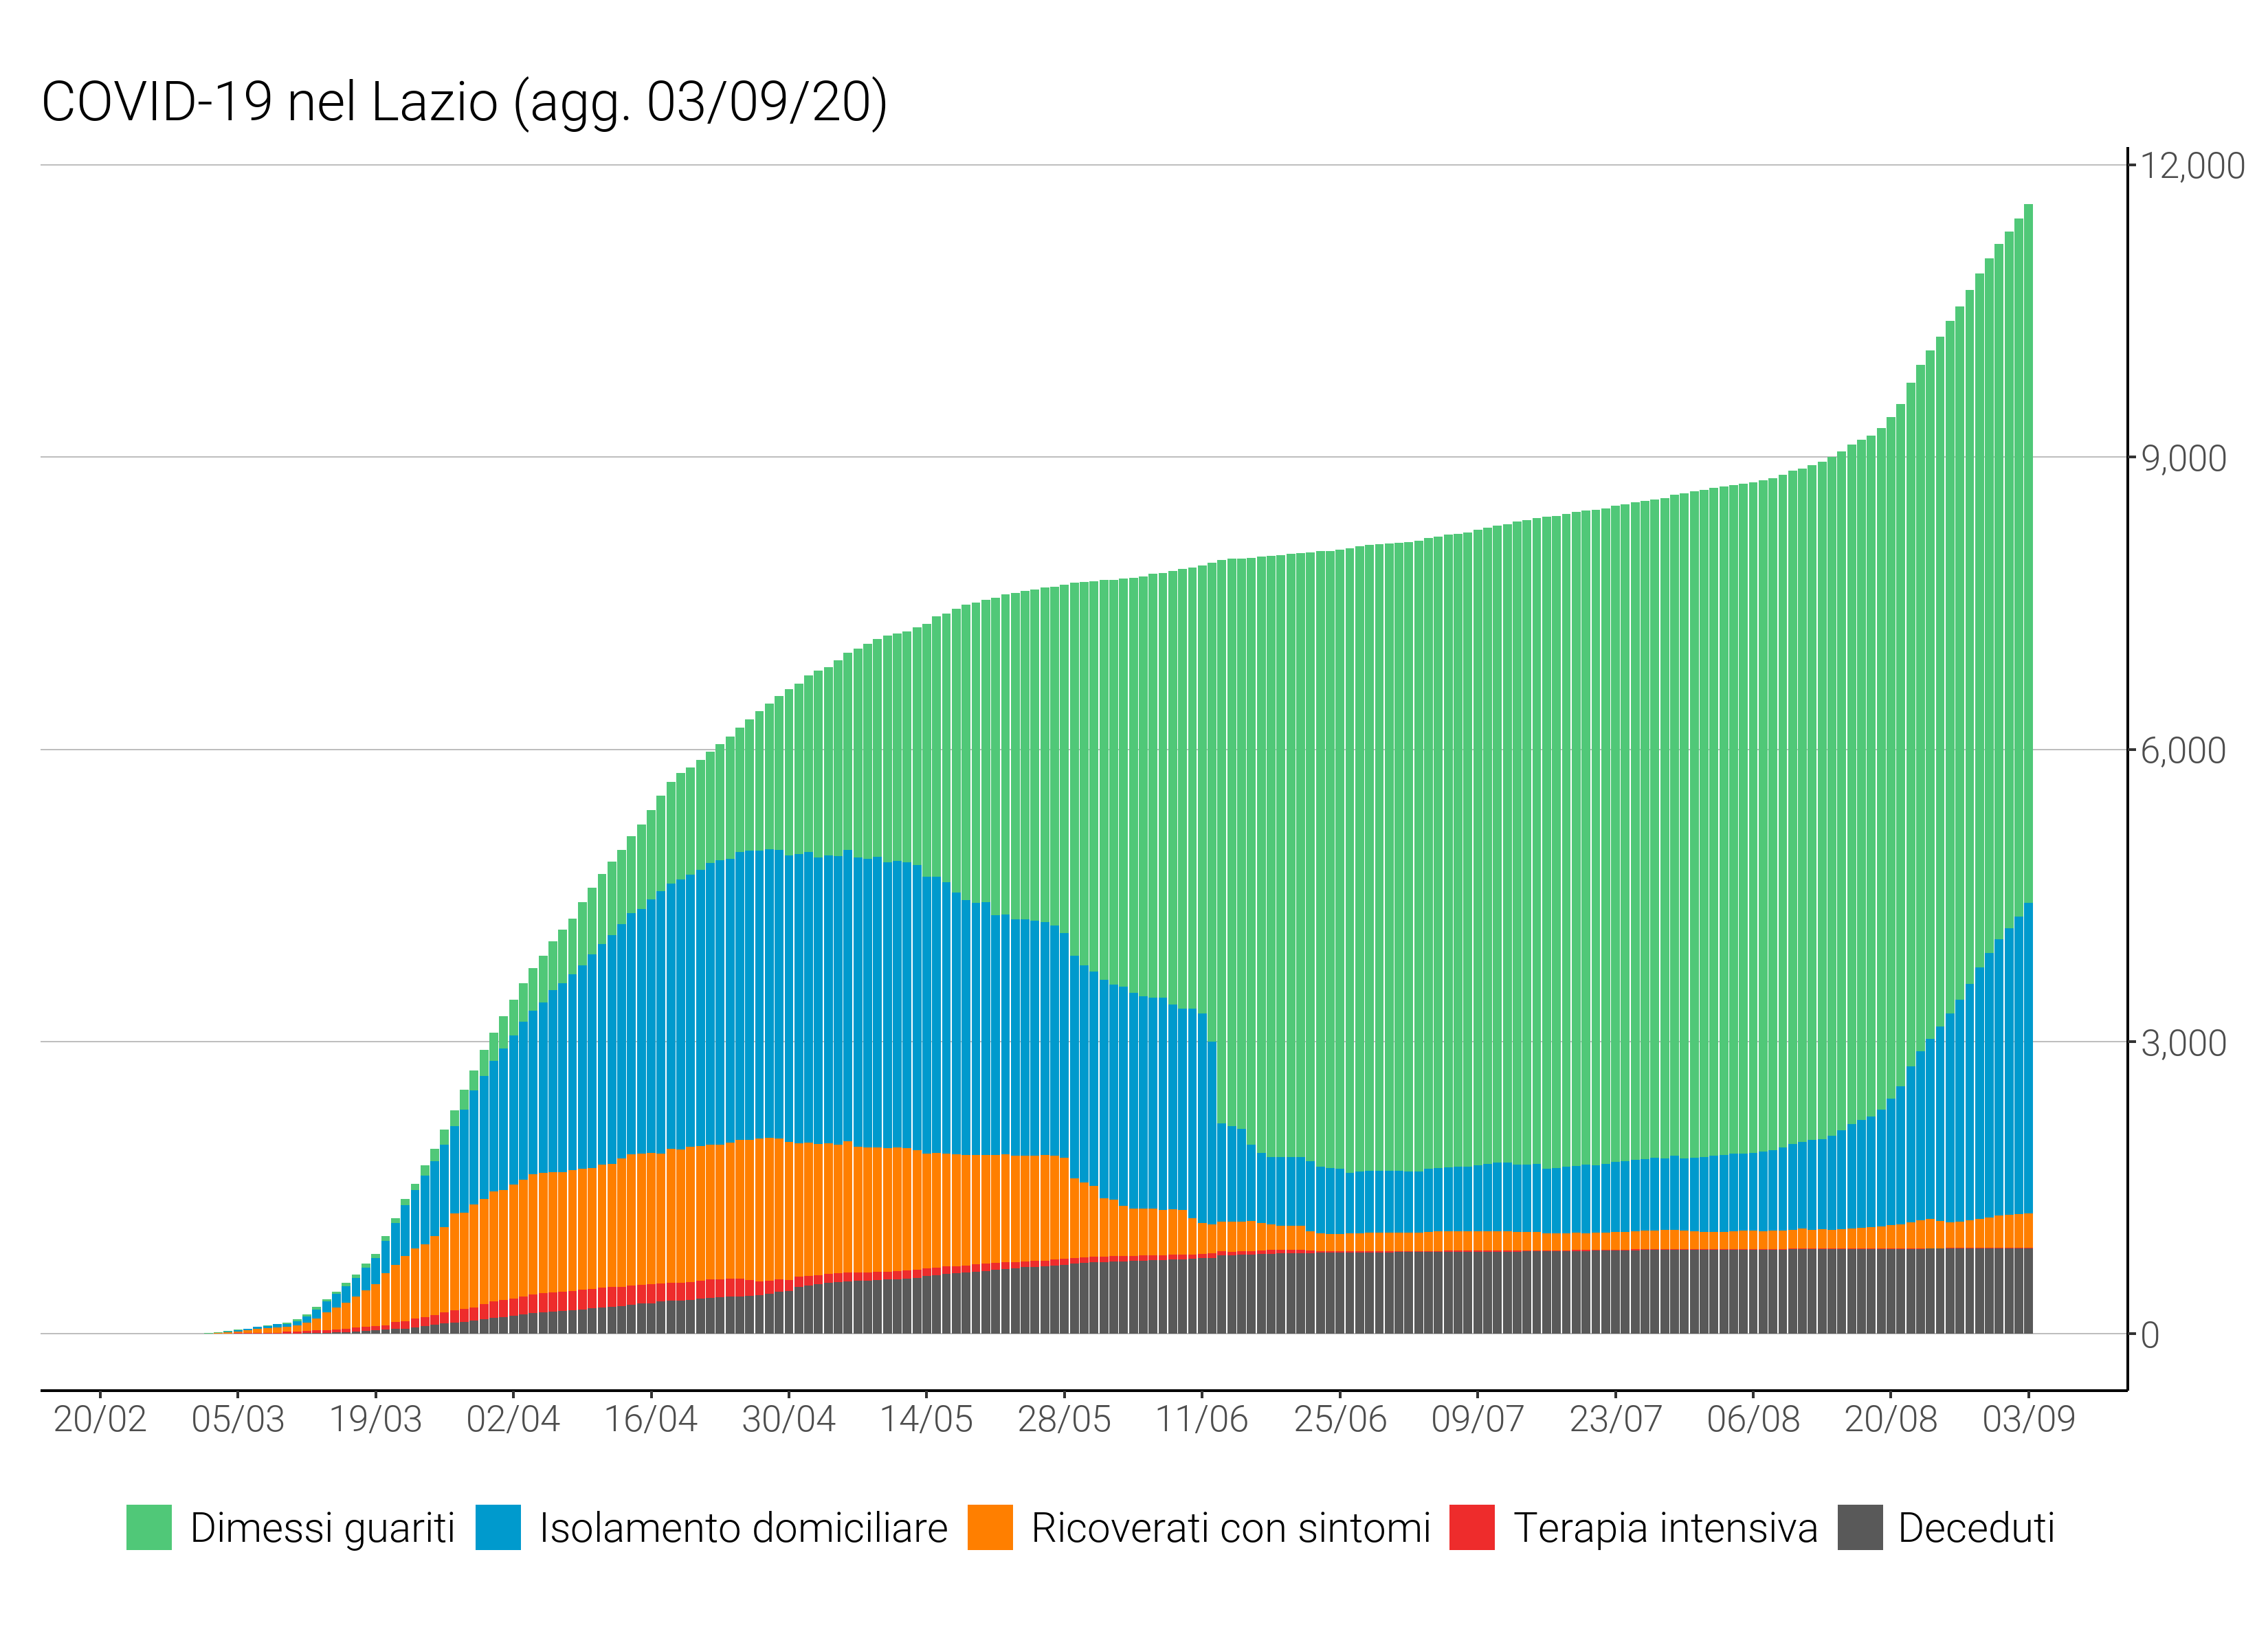 COVID-19 nel Lazio (agg. 03/09/20)
12,000
9,000
6,000
3,000
0
20/02 05/03 19/03 02/04 16/04 30/04 14/05 28/05 11/06 25/06 09/07 23/07 06/08 20/08 03/09
Dimessi guariti Isolamento domiciliare Ricoverati con sintomi Terapia intensiva Deceduti